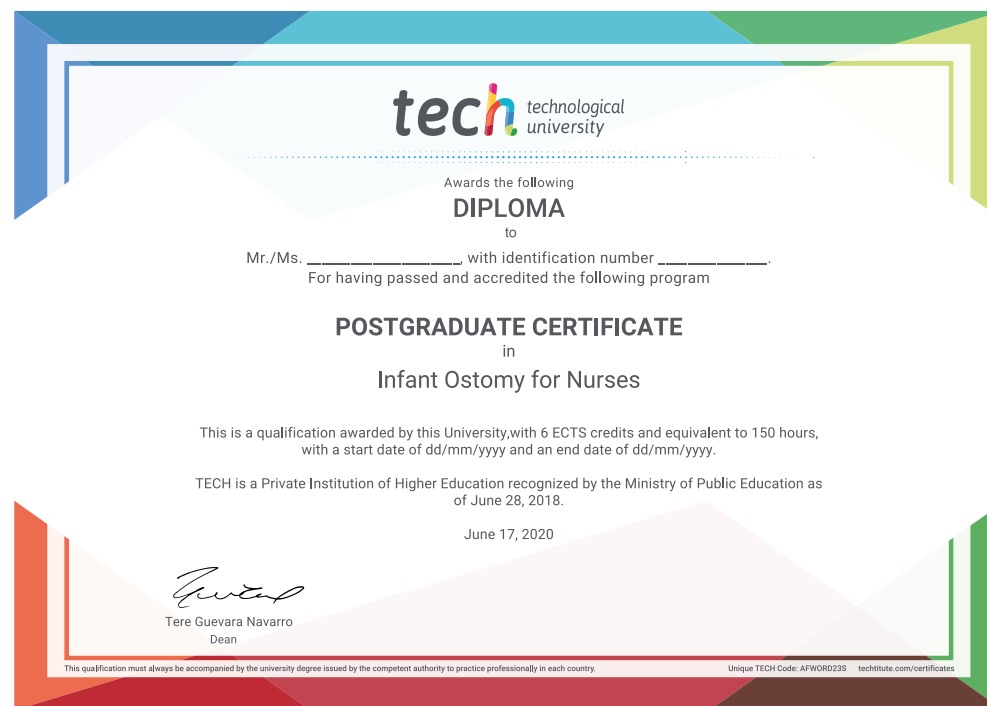 tech technological
university
Awards the following
DIPLOMA
to
Mr./Ms. ____________________, with identification number ______________.
For having passed and accredited the following program
POSTGRADUATE CERTIFICATE
in
Infant Ostomy for Nurses
This is a qualification awarded by this University,with 6 ECTS credits and equivalent to 150 hours,
with a start date of dd/mm/yyyy and an end date of dd/mm/yyyy.
TECH is a Private Institution of Higher Education recognized by the Ministry of Public Education as
of June 28, 2018.
June 17, 2020
Tere Guevara Navarro
Dean
This qualification must always be accompanied by the university degree issued by the competent authority to practice professionally in each country.
Unique TECH Code: AFWORD23S techtitute.com/certificates